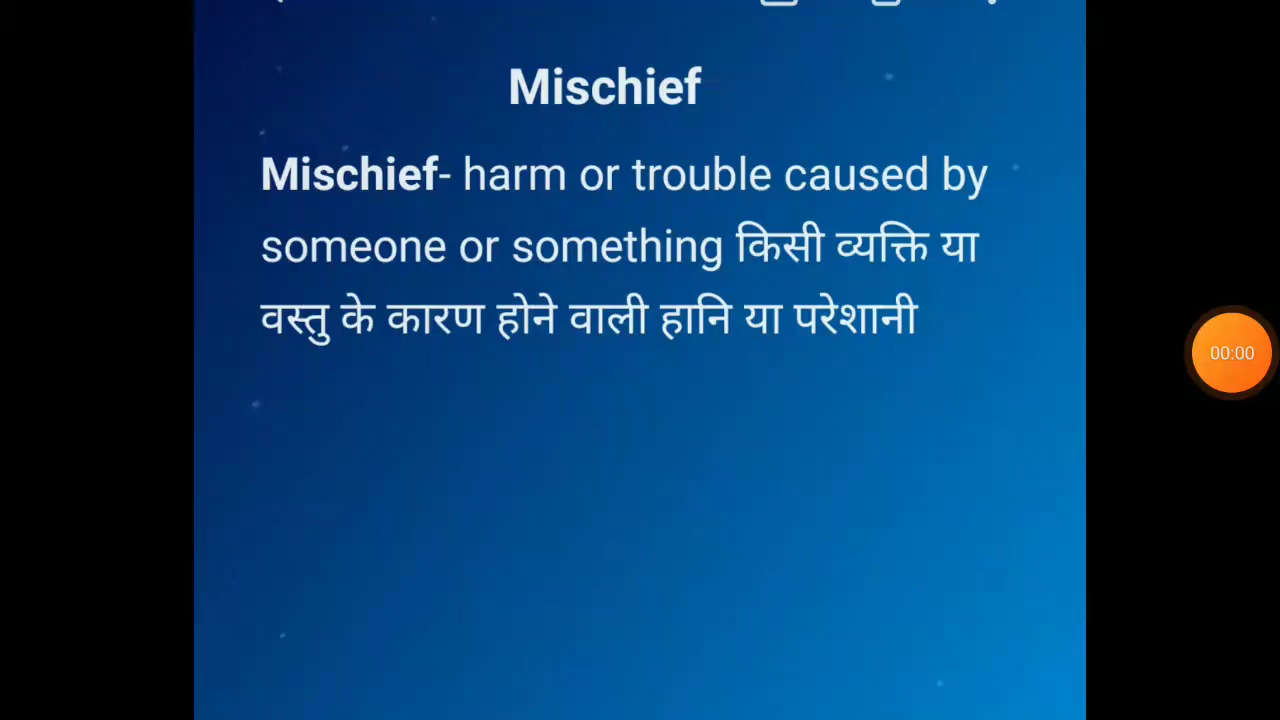 Mischief
Mischief- harm or trouble caused by
someone or something किसी व्यक्ति या
वस्तु के कारण होने वाली हानि या परेशानी
00:00